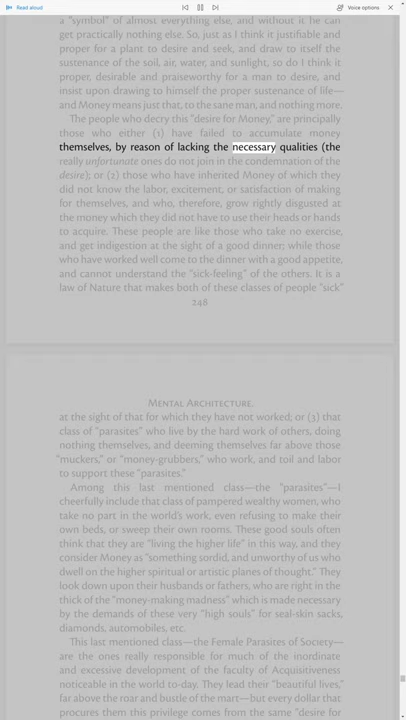 Read aloud
Voice options
a "symbol" of almost everything else, and without it he can
get practically nothing else. So, just as I think it justifiable and
proper for a plant to desire and seek, and draw to itself the
sustenance of the soil, air, water, and sunlight, so do I think it
proper, desirable and praiseworthy for a man to desire, and
insist upon drawing to himself the proper sustenance of life—
and Money means just that, to the sane man, and nothing more.
The people who decry this "desire for Money," are principally
those who either (1) have failed to accumulate money
themselves, by reason of lacking the necessary qualities (the
really unfortunate ones do not join in the condemnation of the
desire); or (2) those who have inherited Money of which they
did not know the labor, excitement, or satisfaction of making
for themselves, and who, therefore, grow rightly disgusted at
the money which they did not have to use their heads or hands
to acquire. These people are like those who take no exercise,
and get indigestion at the sight of a good dinner; while those
who have worked well come to the dinner with a good appetite,
and cannot understand the "sick-feeling" of the others. It is a
law of Nature that makes both of these classes of people "sick"
248
Mental Architecture.
at the sight of that for which they have not worked; or (3) that
class of "parasites" who live by the hard work of others, doing
nothing themselves, and deeming themselves far above those
"muckers," or "money-grubbers," who work, and toil and labor
to support these "parasites."
Among this last mentioned class—the "parasites"—I
cheerfully include that class of pampered wealthy women, who
take no part in the world's work, even refusing to make their
own beds, or sweep their own rooms. These good souls often
think that they are "living the higher life" in this way, and they
consider Money as "something sordid, and unworthy of us who
dwell on the higher spiritual or artistic planes of thought." They
look down upon their husbands or fathers, who are right in the
thick of the "money-making madness" which is made necessary
by the demands of these very "high souls" for seal-skin sacks,
diamonds, automobiles, etc.
This last mentioned class—the Female Parasites of Society—
are the ones really responsible for much of the inordinate
and excessive development of the faculty of Acquisitiveness
noticeable in the world to-day. They lead their "beautiful lives,"
far above the roar and bustle of the mart—but every dollar that
procures them this privilege comes from the same "desire for